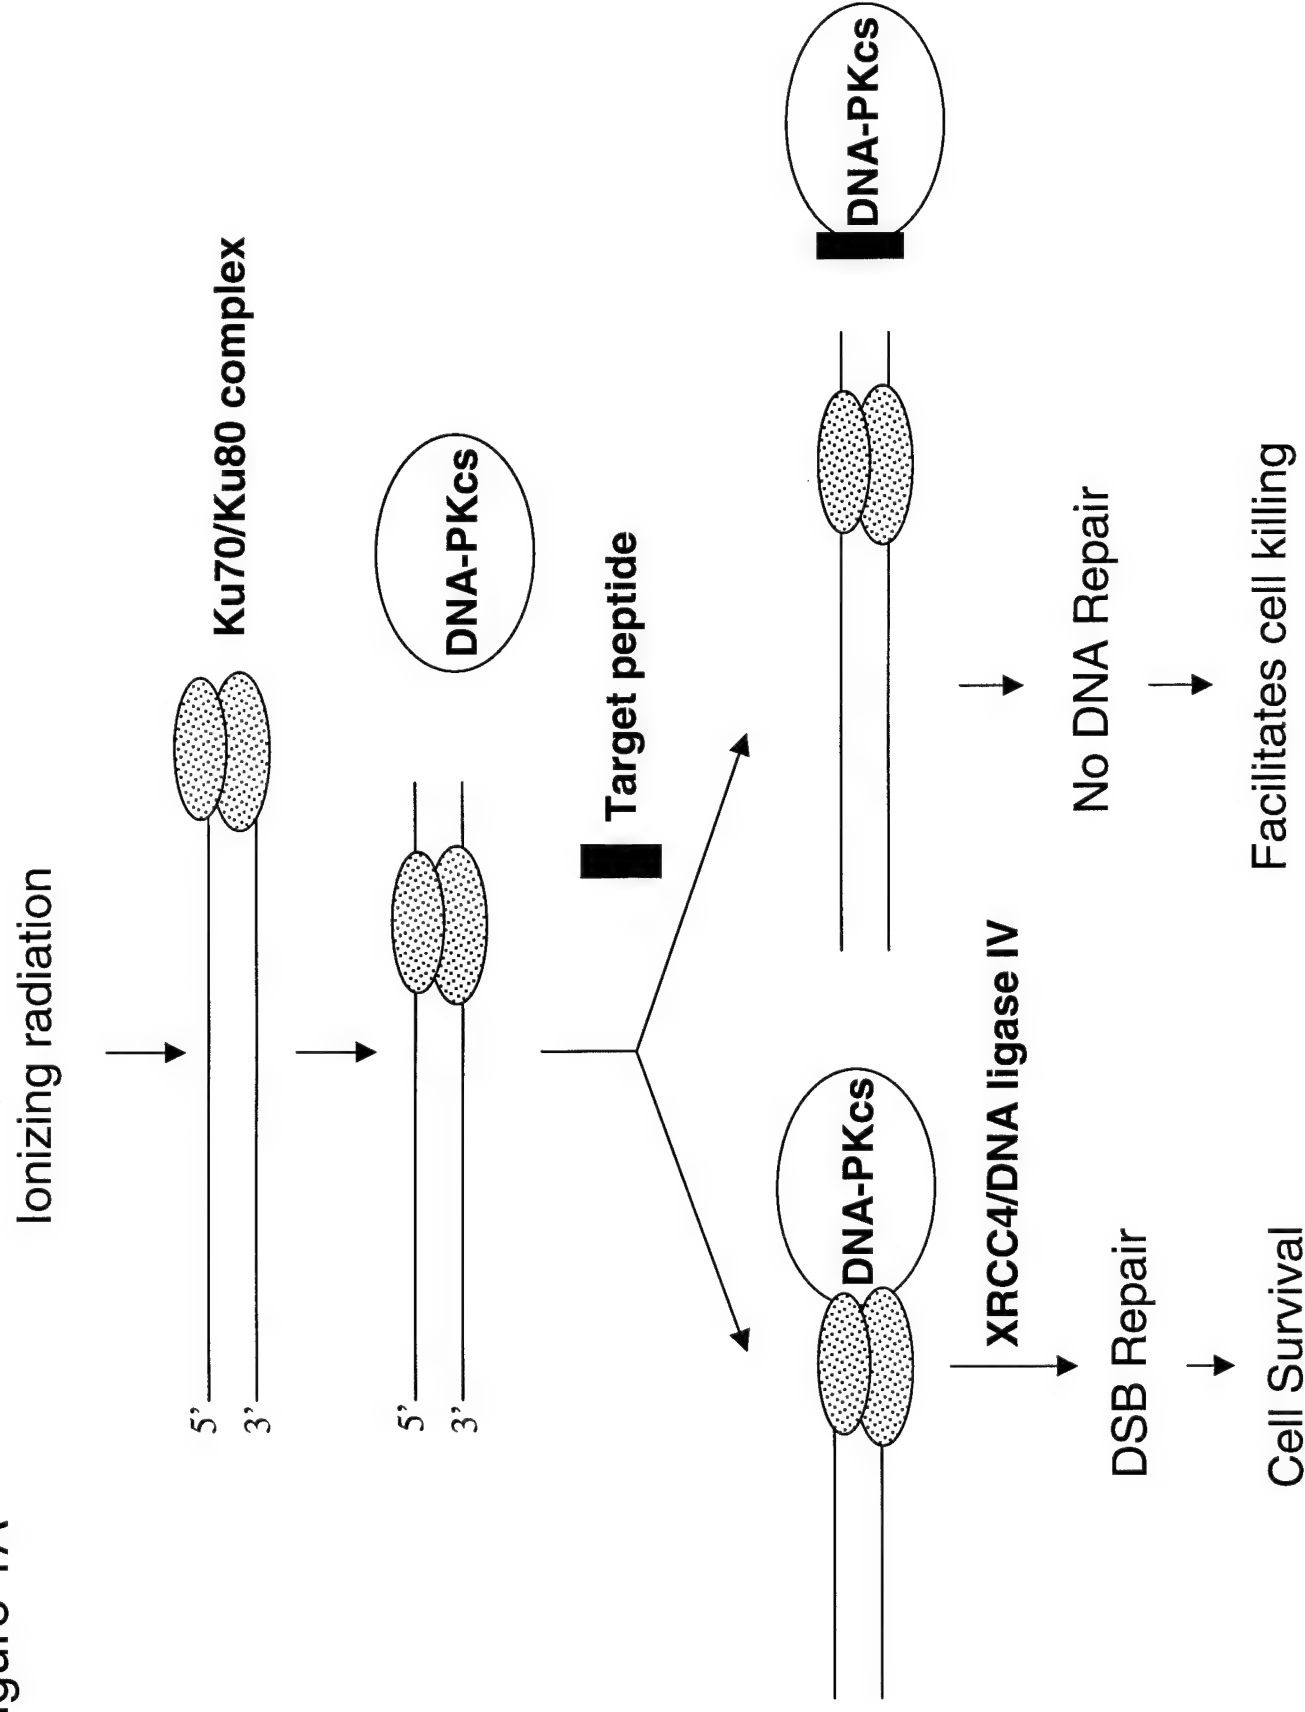 Ionizing radiation
5'
3'
Ku70/Ku80 complex
5'
3'
DNA-PKcs
Target peptide
DNA-PKcs
DNA-PKcs
XRCC4/DNA ligase IV
DSB Repair
No DNA Repair
Cell Survival
Facilitates cell killing